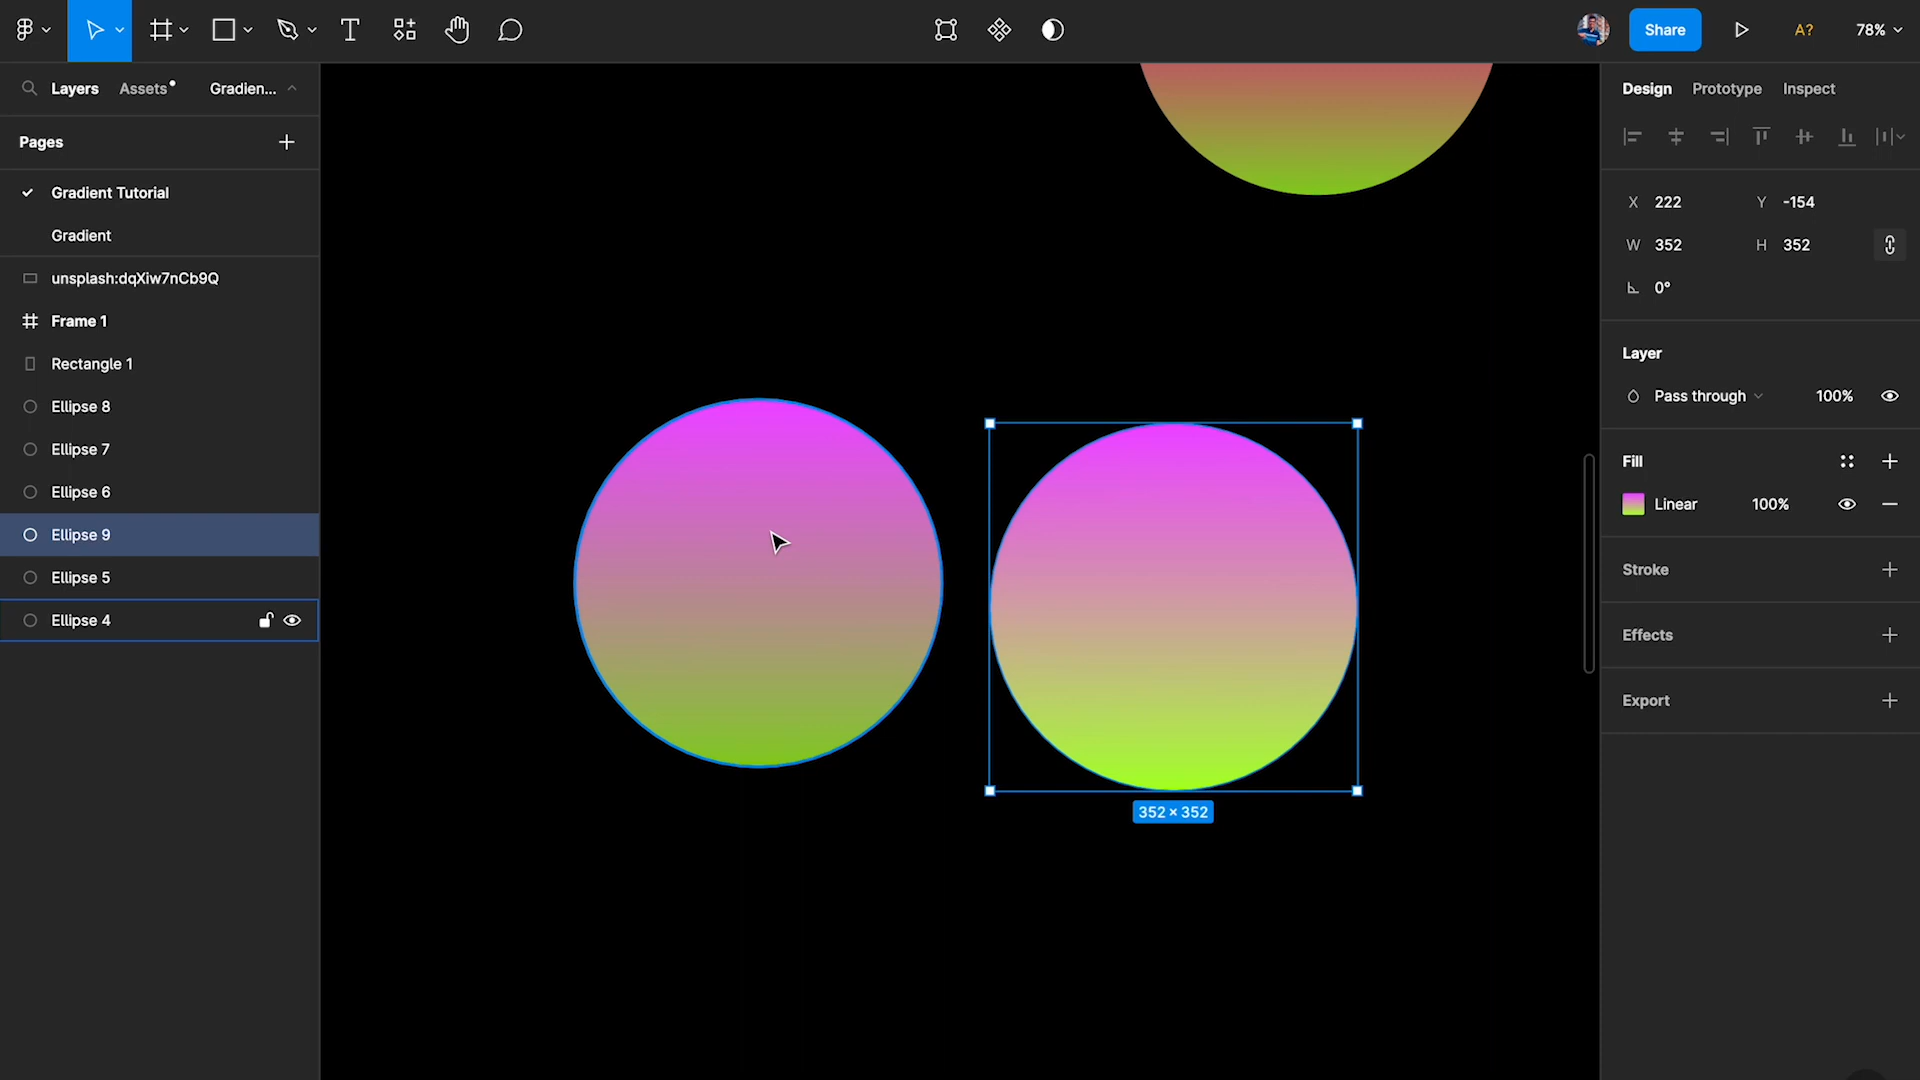 Share
A?
78%
Layers
Assets
Gradien...
Pages
Gradient Tutorial
Gradient
unsplash:dqXiw7nCb9Q
Frame 1
Rectangle 1
Ellipse 8
Ellipse 7
Ellipse 6
Ellipse 9
Ellipse 5
Ellipse 4
352 × 352
Design Prototype Inspect
X 222 Y -154
W 352 H 352
0°
Layer
Pass through 100%
Fill
Linear 100%
Stroke
Effects
Export